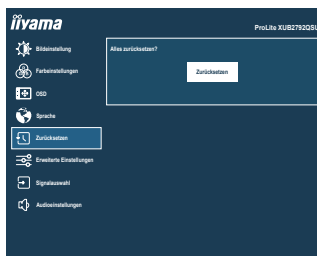 iiyama
ProLite XUB2792QSU
Bildeinstellung
Alles zurücksetzen?
Zurücksetzen
Farbeinstellungen
OSD
Sprache
Zurücksetzen
Erweiterte Einstellungen
Signalauswahl
Audioeinstellungen